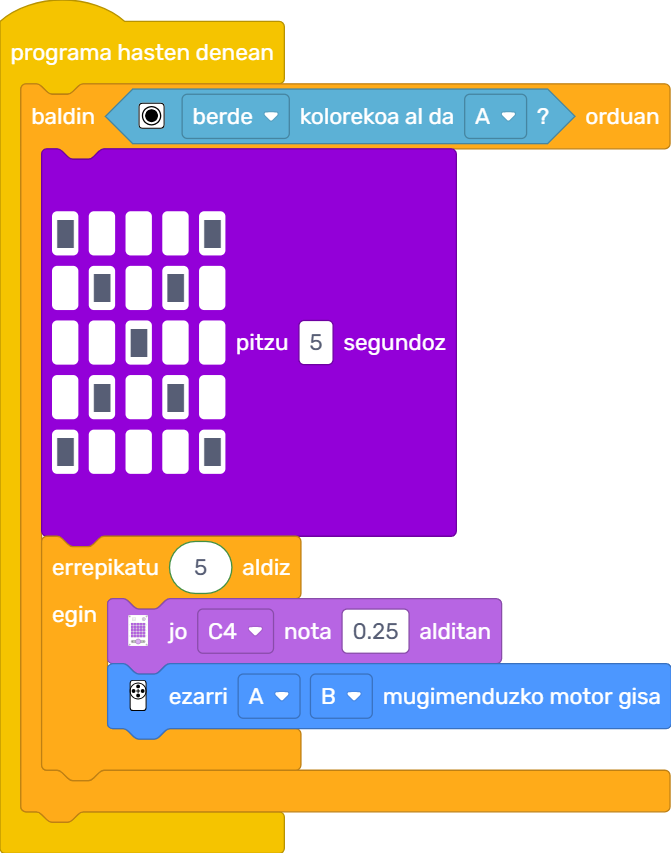 programa hasten denean
baldin berde kolorekoa al da A ? orduan
pitzu 5 segundoz
errepikatu 5 aldiz
egin
jo C4 nota 0.25 alditan
ezarri A B mugimenduzko motor gisa